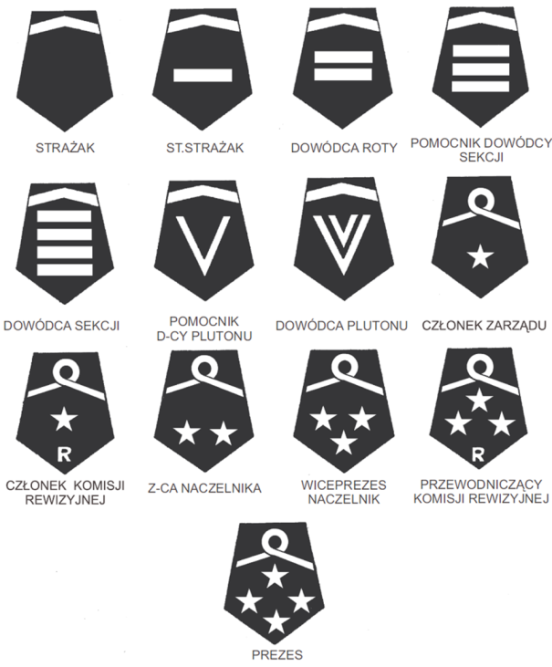 STRAŻAK
ST.STRAŻAK
DOWÓDCA ROTY
POMOCNIK DOWÓDCY
SEKCJI
DOWÓDCA SEKCJI
POMOCNIK
D-CY PLUTONU
DOWÓDCA PLUTONU
CZŁONEK ZARZĄDU
R
CZŁONEK KOMISJI
REWIZYJNEJ
Z-CA NACZELNIKA
WICEPREZES
NACZELNIK
R
PRZEWODNICZĄCY
KOMISJI REWIZYJNEJ
PREZES